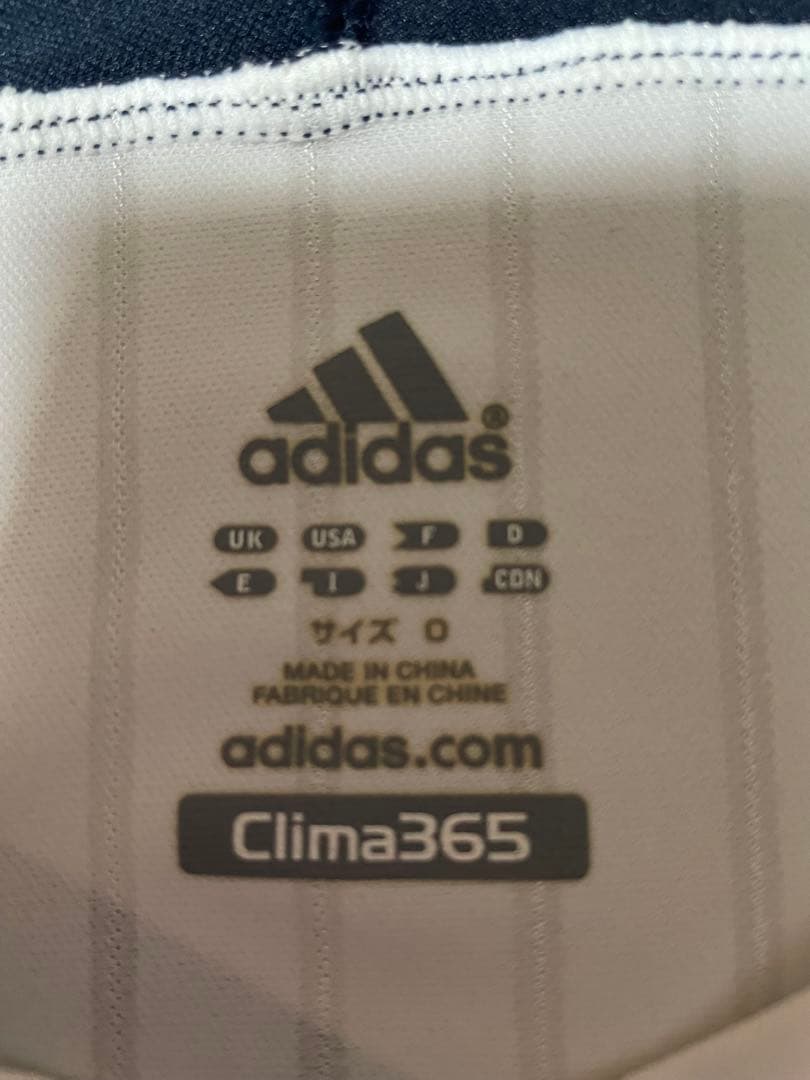 adidas®
UK USA F D
E I J CDN
サイズ O
MADE IN CHINA
FABRIQUE EN CHINE
adidas.com
Clima365